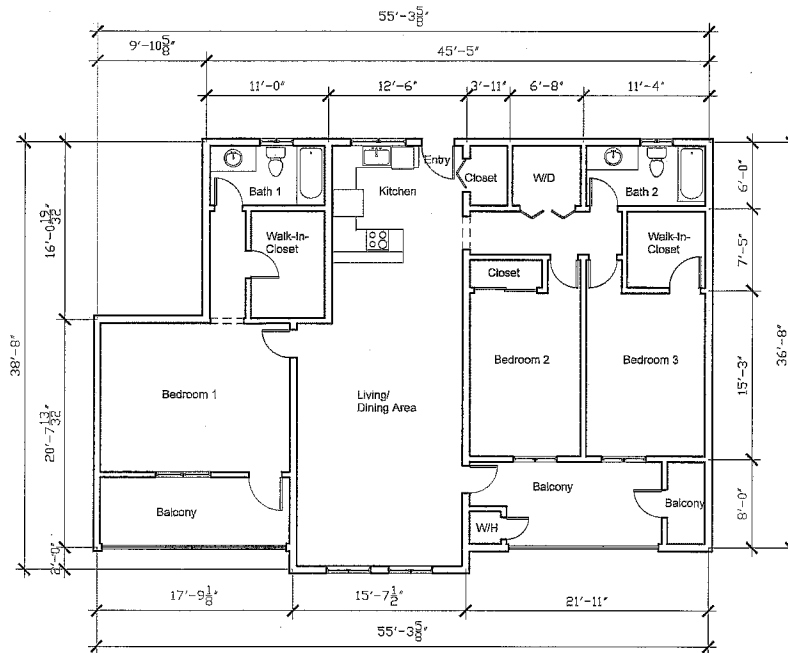 55'-3 5/8"
9'-10 5/8"
45'-5"
11'-0"
12'-6"
3'-11"
6'-8"
11'-4"
Bath 1
Kitchen
Entry
Closet
W/D
Bath 2
6'-0"
16'-0 19/32"
Walk-In-
Closet
Walk-In-
Closet
7'-5"
Closet
38'-8"
36'-8"
Bedroom 1
Living/
Dining Area
Bedroom 2
Bedroom 3
15'-3"
20'-7 13/32"
Balcony
Balcony
Balcony
W/H
8'-0"
2'-0"
17'-9 1/8"
15'-7 1/2"
21'-11"
55'-3 5/8"